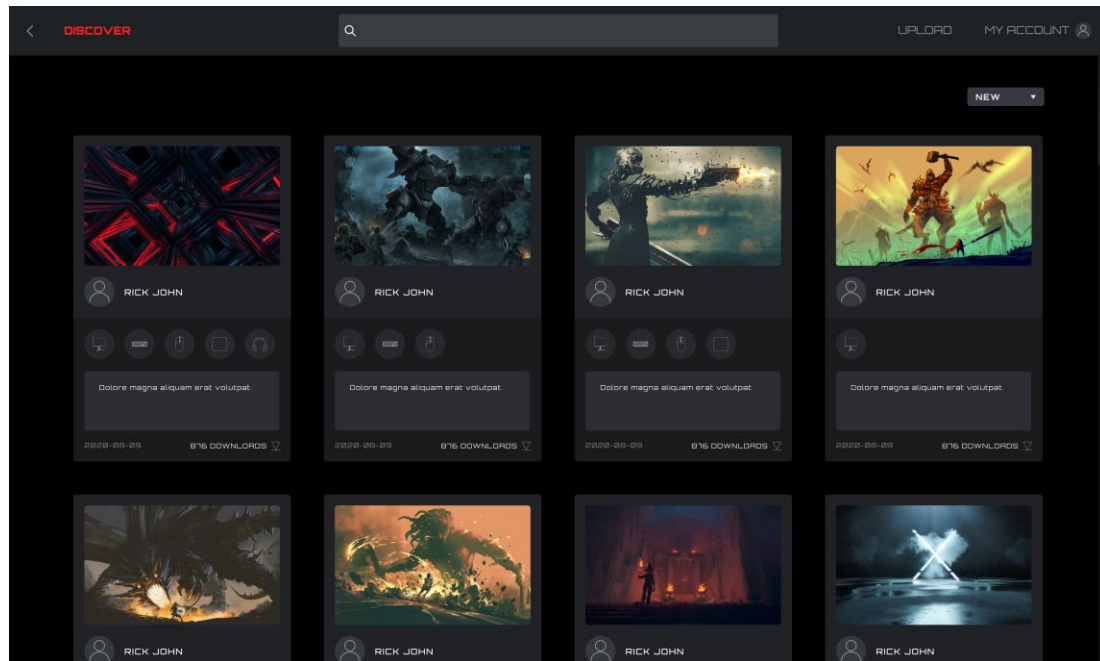 DISCOVER
UPLOAD
MY ACCOUNT
NEW
RICK JOHN
RICK JOHN
RICK JOHN
RICK JOHN
Dolore magna aliquam erat volutpat.
Dolore magna aliquam erat volutpat.
Dolore magna aliquam erat volutpat.
Dolore magna aliquam erat volutpat.
2020-08-09 876 DOWNLOADS
2020-08-09 876 DOWNLOADS
2020-08-09 876 DOWNLOADS
2020-08-09 876 DOWNLOADS
RICK JOHN
RICK JOHN
RICK JOHN
RICK JOHN